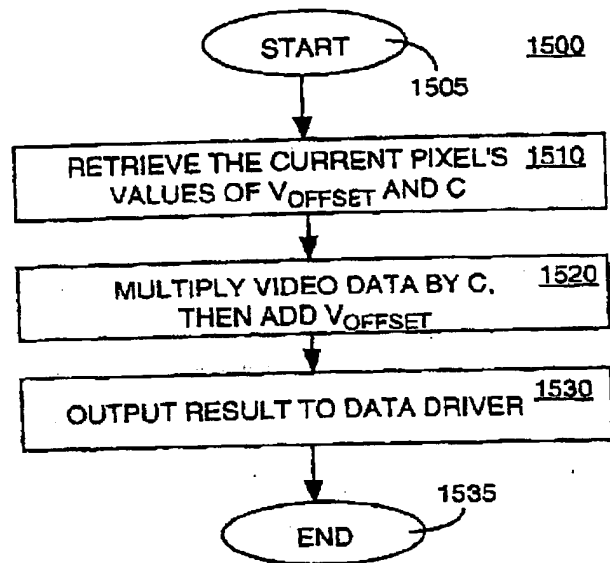 START
1500
1505
RETRIEVE THE CURRENT PIXEL'S 1510
VALUES OF VOFFSET AND C
MULTIPLY VIDEO DATA BY C, 1520
THEN ADD VOFFSET
OUTPUT RESULT TO DATA DRIVER 1530
1535
END